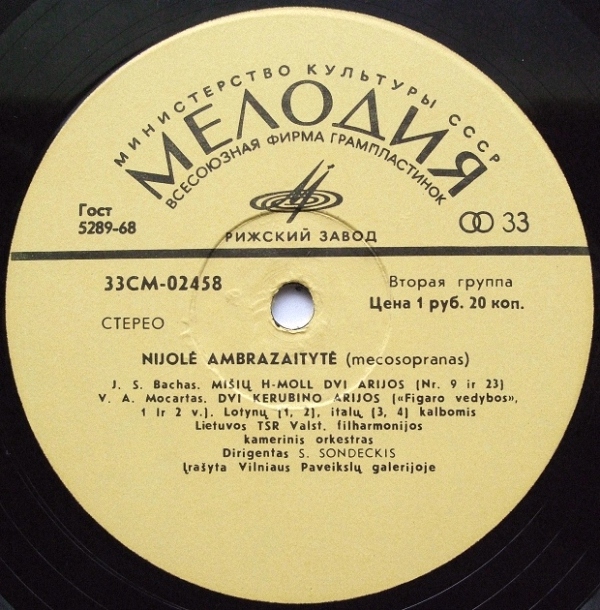 МИНИСТЕРСТВО КУЛЬТУРЫ СССР
МЕЛОДИЯ
ВСЕСОЮЗНАЯ ФИРМА ГРАМПЛАСТИНОК
Гост
5289-68
РИЖСКИЙ ЗАВОД
33
33СМ-02458
Вторая группа
Цена 1 руб. 20 коп.
СТЕРЕО
NIJOLĖ AMBRAZAITYTĖ (mecosopranas)
J. S. Bachas. MIŠIŲ H-MOLL DVI ARIJOS (Nr. 9 ir 23)
V. A. Mocartas. DVI KERUBINO ARIJOS («Figaro vedybos»,
1 Ir 2 v.). Lotynų (1, 2), italų (3, 4) kalbomis
Lietuvos TSR Valst. filharmonijos
kamerinis orkestras
Dirigentas S. SONDECKIS
Įrašyta Vilniaus Paveikslų galerijoje